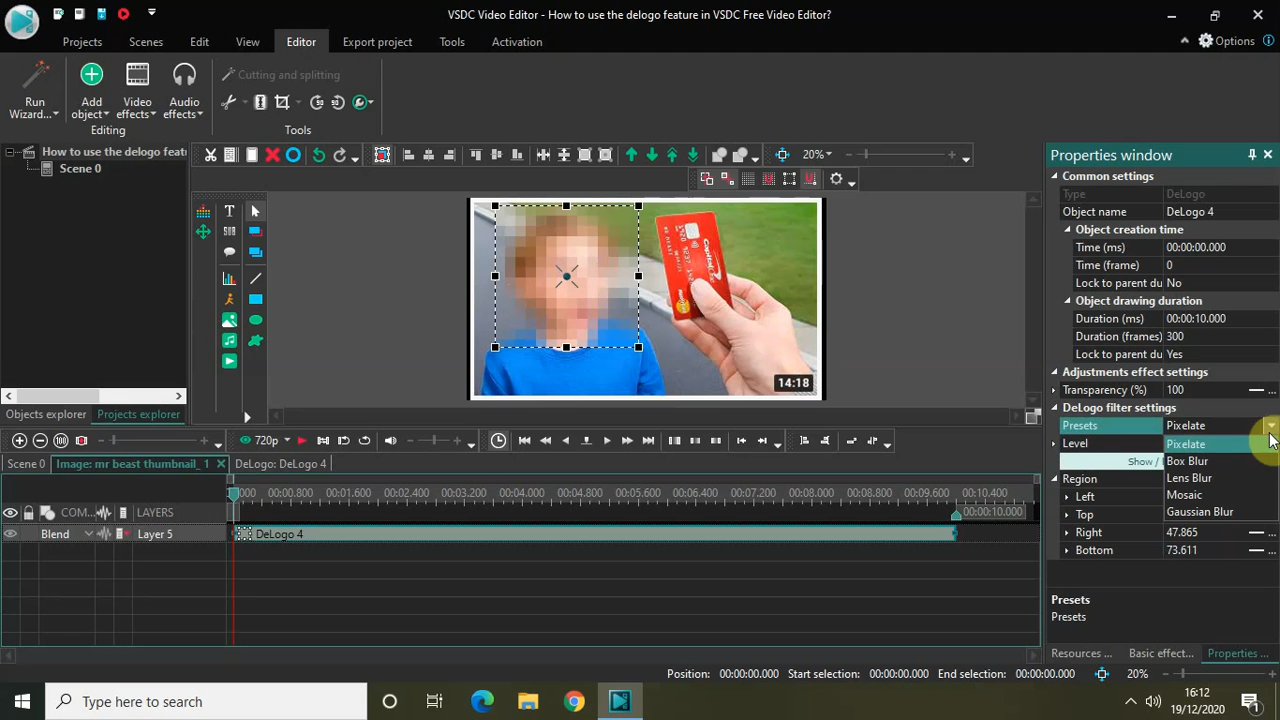 VSDC Video Editor - How to use the delogo feature in VSDC Free Video Editor?
Projects Scenes Edit View Editor Export project Tools Activation Options
Run Wizard... Add object Video effects Audio effects Cutting and splitting
Editing Tools
How to use the delogo feat
Scene 0
20%
Objects explorer Projects explorer
Capital
14:18
720p
Scene 0 Image: mr beast thumbnail_ 1 DeLogo: DeLogo 4
000 00:00.800 00:01.600 00:02.400 00:03.200 00:04.000 00:04.800 00:05.600 00:06.400 00:07.200 00:08.000 00:08.800 00:09.600 00:10.400
COM... LAYERS 00:00:10.000
Blend Layer 5 DeLogo 4
Properties window
Common settings
Type DeLogo
Object name DeLogo 4
Object creation time
Time (ms) 00:00:00.000
Time (frame) 0
Lock to parent du No
Object drawing duration
Duration (ms) 00:00:10.000
Duration (frames) 300
Lock to parent du Yes
Adjustments effect settings
Transparency (%) 100 ...
DeLogo filter settings
Presets Pixelate
Level Pixelate
Show / Box Blur
Region Lens Blur
Left Mosaic
Top Gaussian Blur
Right 47.865 ...
Bottom 73.611 ...
Presets
Presets
Resources ... Basic effect... Properties ...
Position: 00:00:00.000 Start selection: 00:00:00.000 End selection: 00:00:00.000 20%
Type here to search
16:12
19/12/2020
1